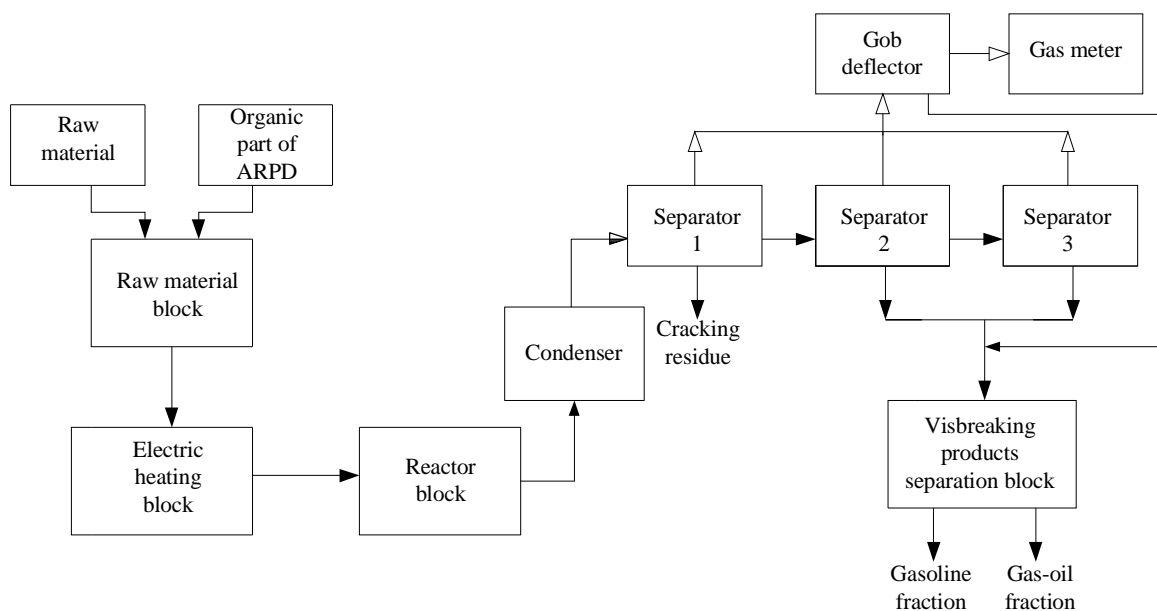 Gob
deflector
Gas meter
Raw
material
Organic
part of
ARPD
Separator
1
Separator
2
Separator
3
Raw material
block
Cracking
residue
Condenser
Electric
heating
block
Reactor
block
Visbreaking
products
separation block
Gasoline
fraction
Gas-oil
fraction